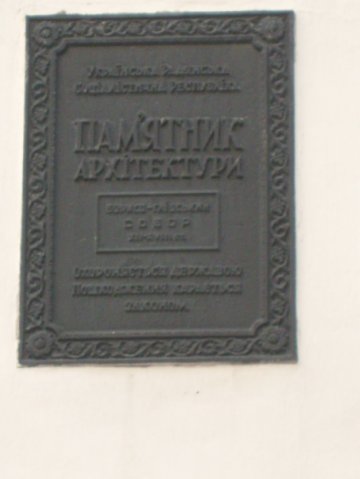 Українська Радянська
Соціалістична Республіка
ПАМ'ЯТНИК
АРХІТЕКТУРИ
БОРИСО-ГЛІБСЬКИЙ
СОБОР
Охороняється державою
Пошкодження карається
законом